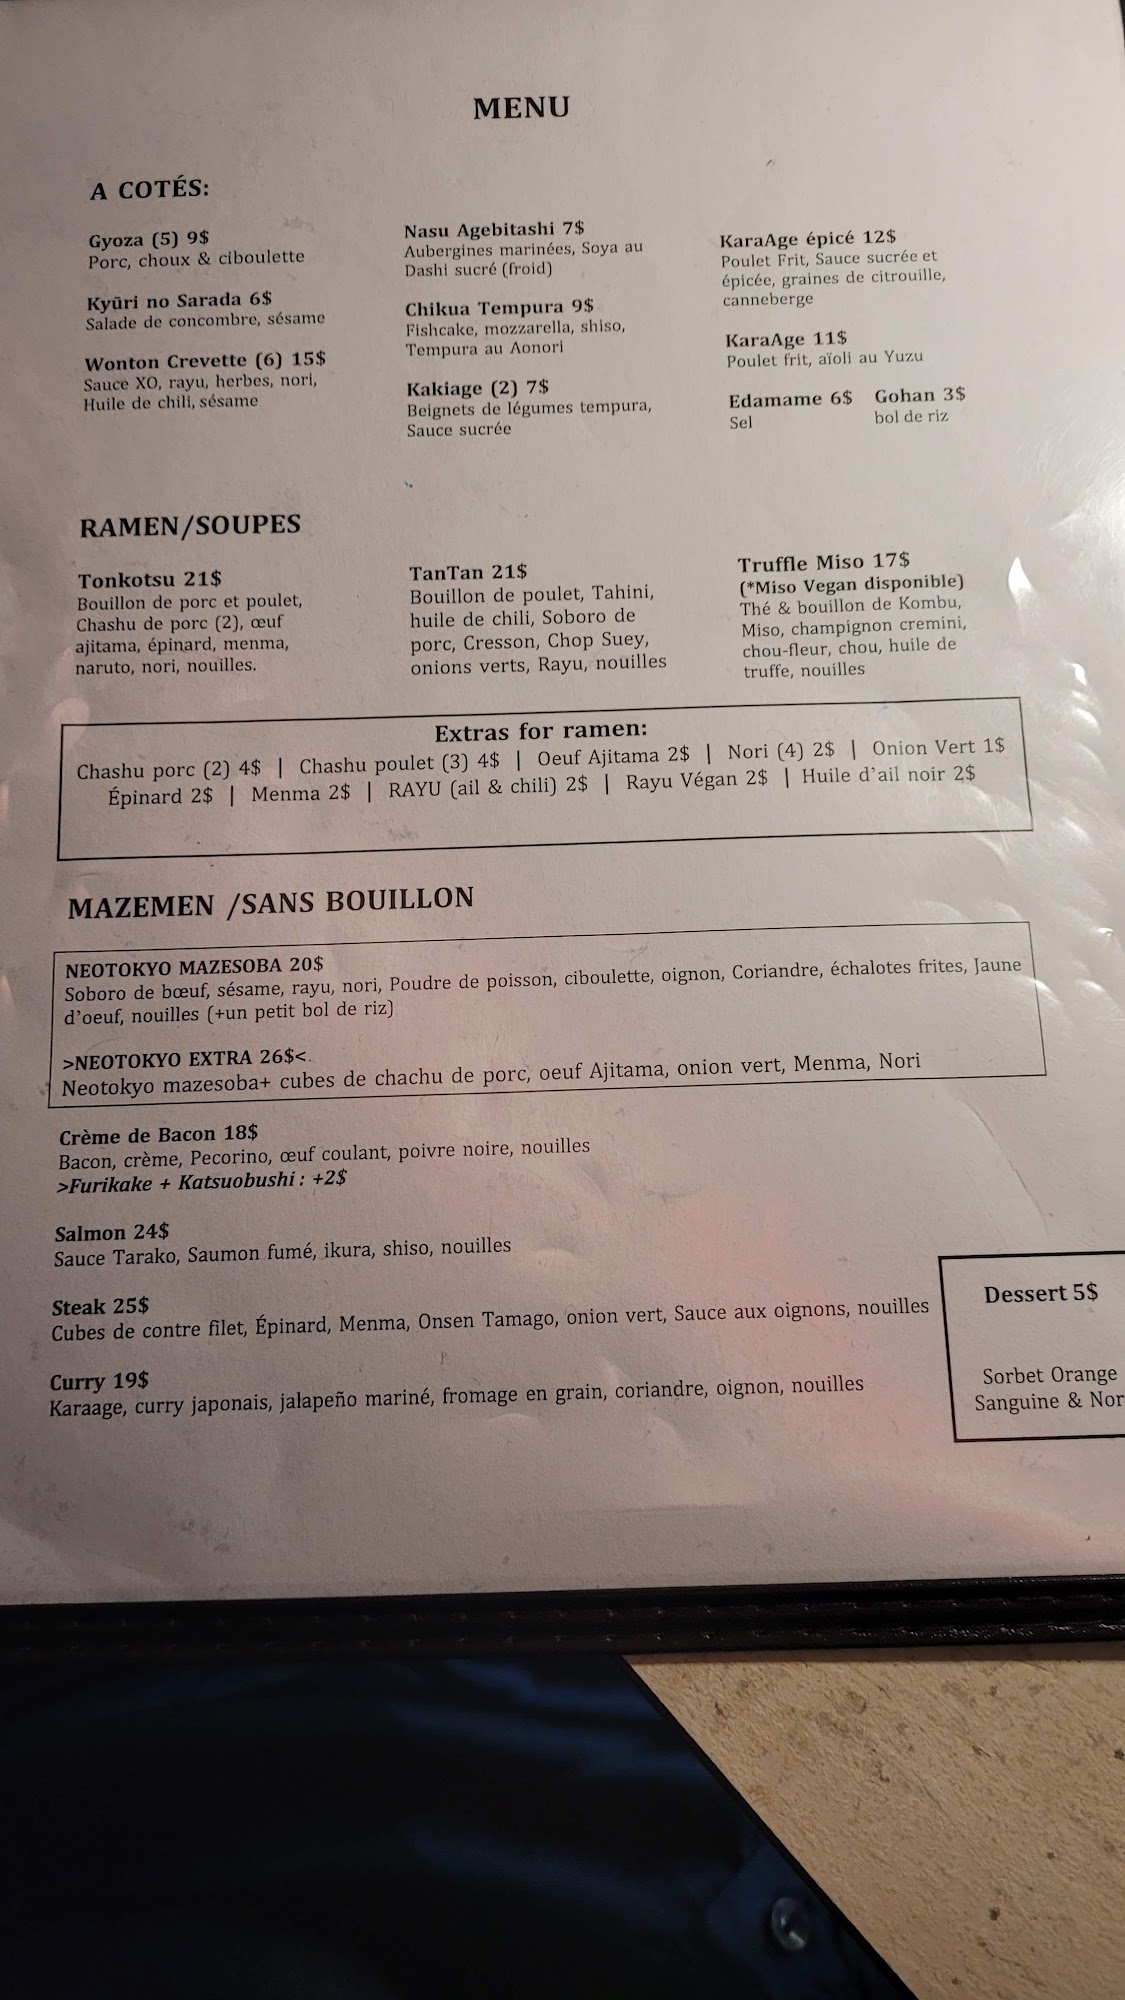 MENU
A COTÉS:
Gyoza (5) 9$
Porc, choux & ciboulette
Kyūri no Sarada 6$
Salade de concombre, sésame
Wonton Crevette (6) 15$
Sauce XO, rayu, herbes, nori,
Huile de chili, sésame
Nasu Agebitashi 7$
Aubergines marinées, Soya au
Dashi sucré (froid)
Chikua Tempura 9$
Fishcake, mozzarella, shiso,
Tempura au Aonori
Kakiage (2) 7$
Beignets de légumes tempura,
Sauce sucrée
KaraAge épicé 12$
Poulet Frit, Sauce sucrée et
épicée, graines de citrouille,
canneberge
KaraAge 11$
Poulet frit, aïoli au Yuzu
Edamame 6$ Gohan 3$
Sel bol de riz
RAMEN/SOUPES
Tonkotsu 21$
Bouillon de porc et poulet,
Chashu de porc (2), œuf
ajitama, épinard, menma,
naruto, nori, nouilles.
TanTan 21$
Bouillon de poulet, Tahini,
huile de chili, Soboro de
porc, Cresson, Chop Suey,
onions verts, Rayu, nouilles
Truffle Miso 17$
(*Miso Vegan disponible)
Thé & bouillon de Kombu,
Miso, champignon cremini,
chou-fleur, chou, huile de
truffe, nouilles
Extras for ramen:
Chashu porc (2) 4$ | Chashu poulet (3) 4$ | Oeuf Ajitama 2$ | Nori (4) 2$ | Onion Vert 1$
Épinard 2$ | Menma 2$ | RAYU (ail & chili) 2$ | Rayu Végan 2$ | Huile d'ail noir 2$
MAZEMEN /SANS BOUILLON
NEOTOKYO MAZESOBA 20$
Soboro de bœuf, sésame, rayu, nori, Poudre de poisson, ciboulette, oignon, Coriandre, échalotes frites, Jaune
d'oeuf, nouilles (+un petit bol de riz)
>NEOTOKYO EXTRA 26$<
Neotokyo mazesoba+ cubes de chachu de porc, oeuf Ajitama, onion vert, Menma, Nori
Crème de Bacon 18$
Bacon, crème, Pecorino, œuf coulant, poivre noire, nouilles
>Furikake + Katsuobushi : +2$
Salmon 24$
Sauce Tarako, Saumon fumé, ikura, shiso, nouilles
Steak 25$
Cubes de contre filet, Épinard, Menma, Onsen Tamago, onion vert, Sauce aux oignons, nouilles
Curry 19$
Karaage, curry japonais, jalapeño mariné, fromage en grain, coriandre, oignon, nouilles
Dessert 5$
Sorbet Orange
Sanguine & Nor